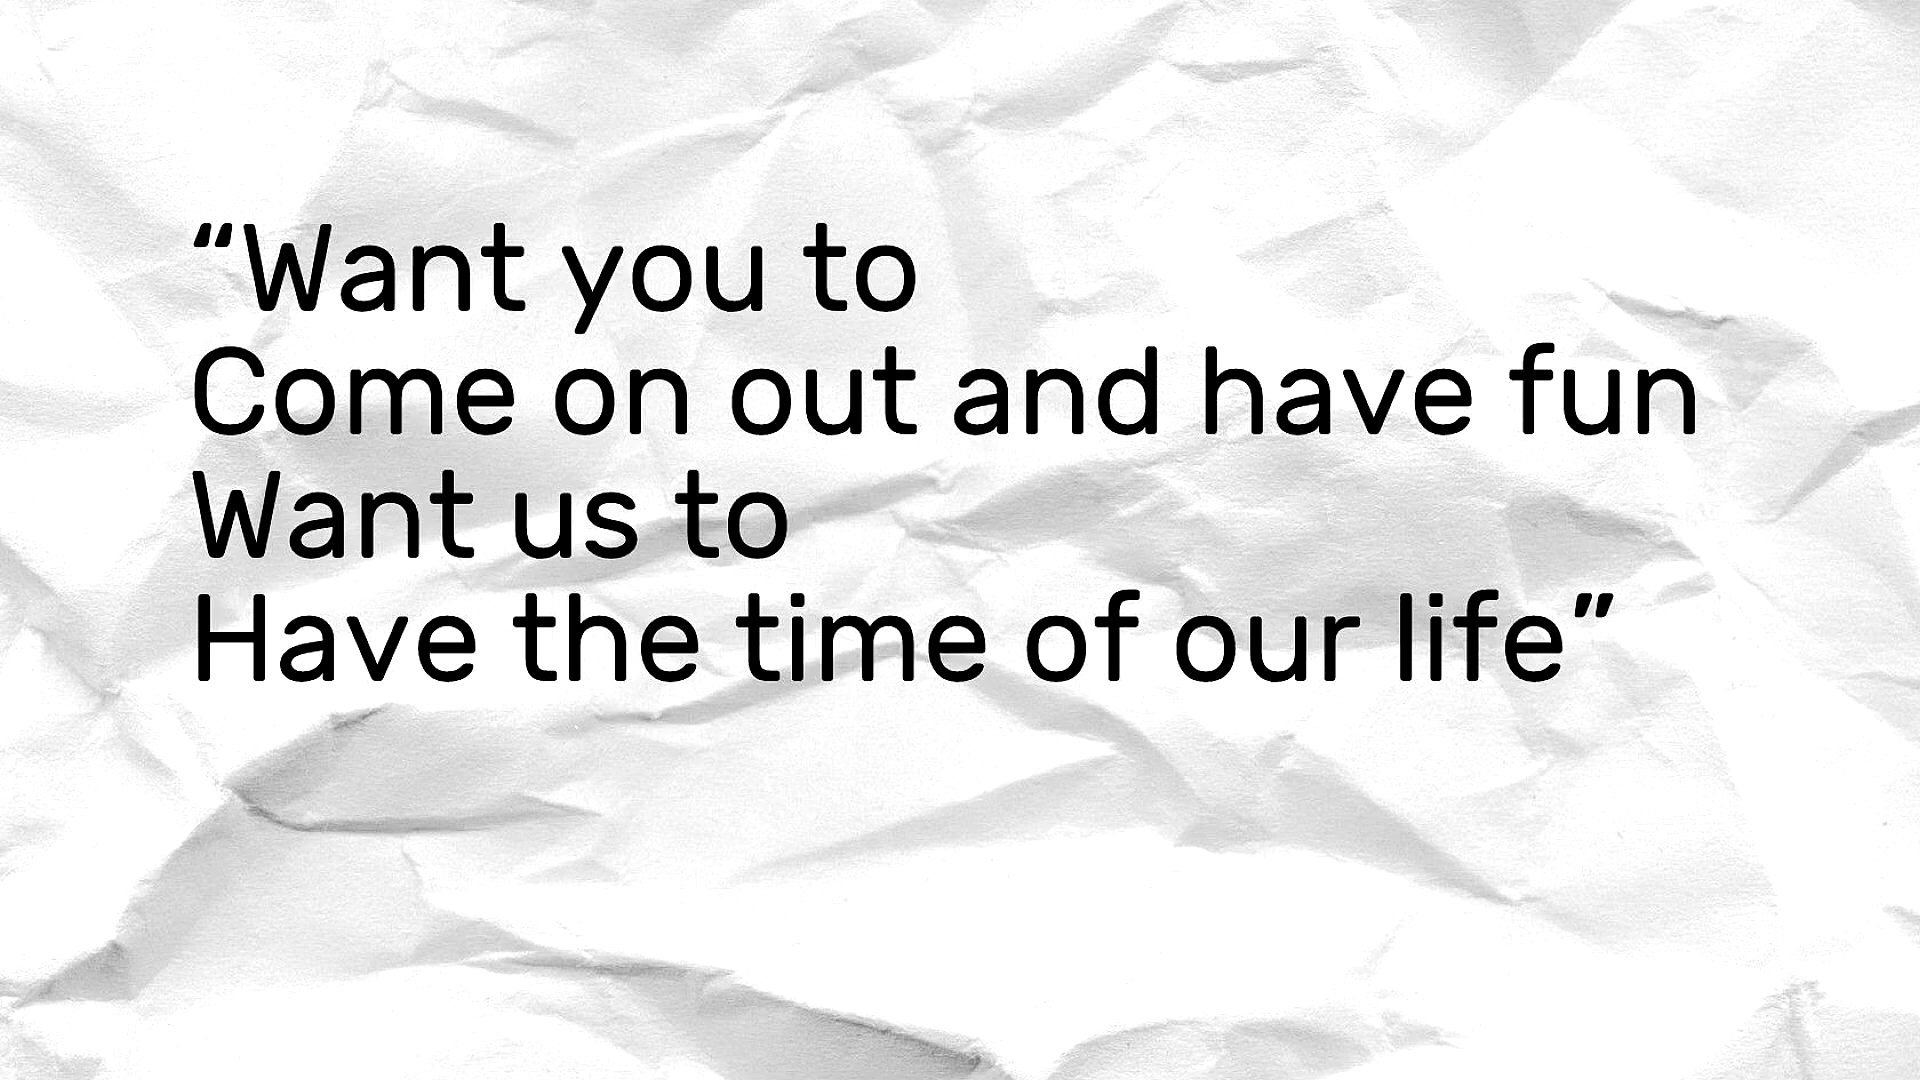 “Want you to
Come on out and have fun
Want us to
Have the time of our life”